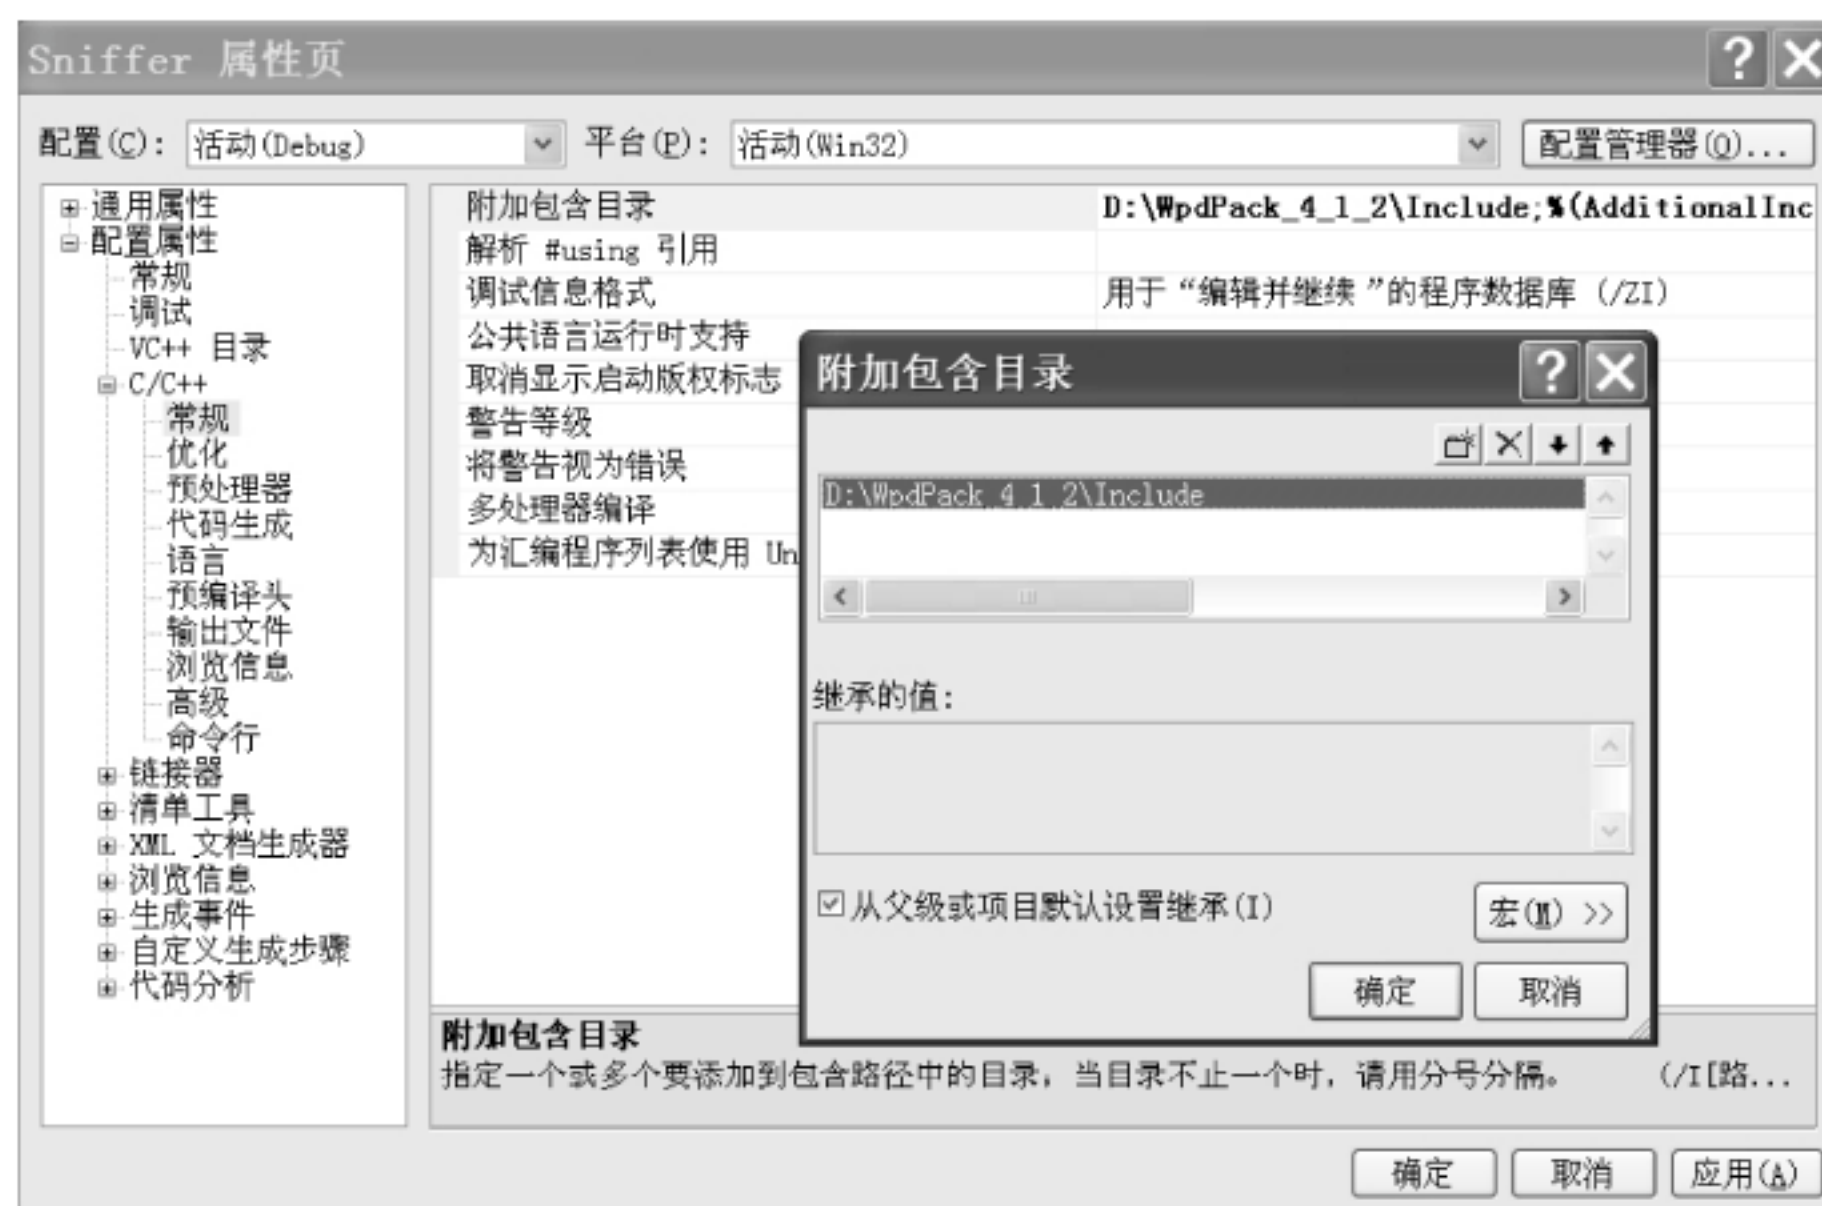 Sniffer 属性页
配置(C): 活动(Debug) 平台(P): 活动(Win32) 配置管理器(O)...
通用属性
配置属性
常规
调试
VC++ 目录
C/C++
常规
优化
预处理器
代码生成
语言
预编译头
输出文件
浏览信息
高级
命令行
链接器
清单工具
XML 文档生成器
浏览信息
生成事件
自定义生成步骤
代码分析
附加包含目录 D:\WpdPack_4_1_2\Include;%(AdditionalInc
解析 #using 引用
调试信息格式 用于“编辑并继续”的程序数据库 (/ZI)
公共语言运行时支持
取消显示启动版权标志
警告等级
将警告视为错误
多处理器编译
为汇编程序列表使用 Un
附加包含目录
D:\WpdPack_4_1_2\Include
继承的值:
从父级或项目默认设置继承(I)
宏(M) >>
确定 取消
附加包含目录
指定一个或多个要添加到包含路径中的目录，当目录不止一个时，请用分号分隔。 (/I[路...
确定 取消 应用(A)